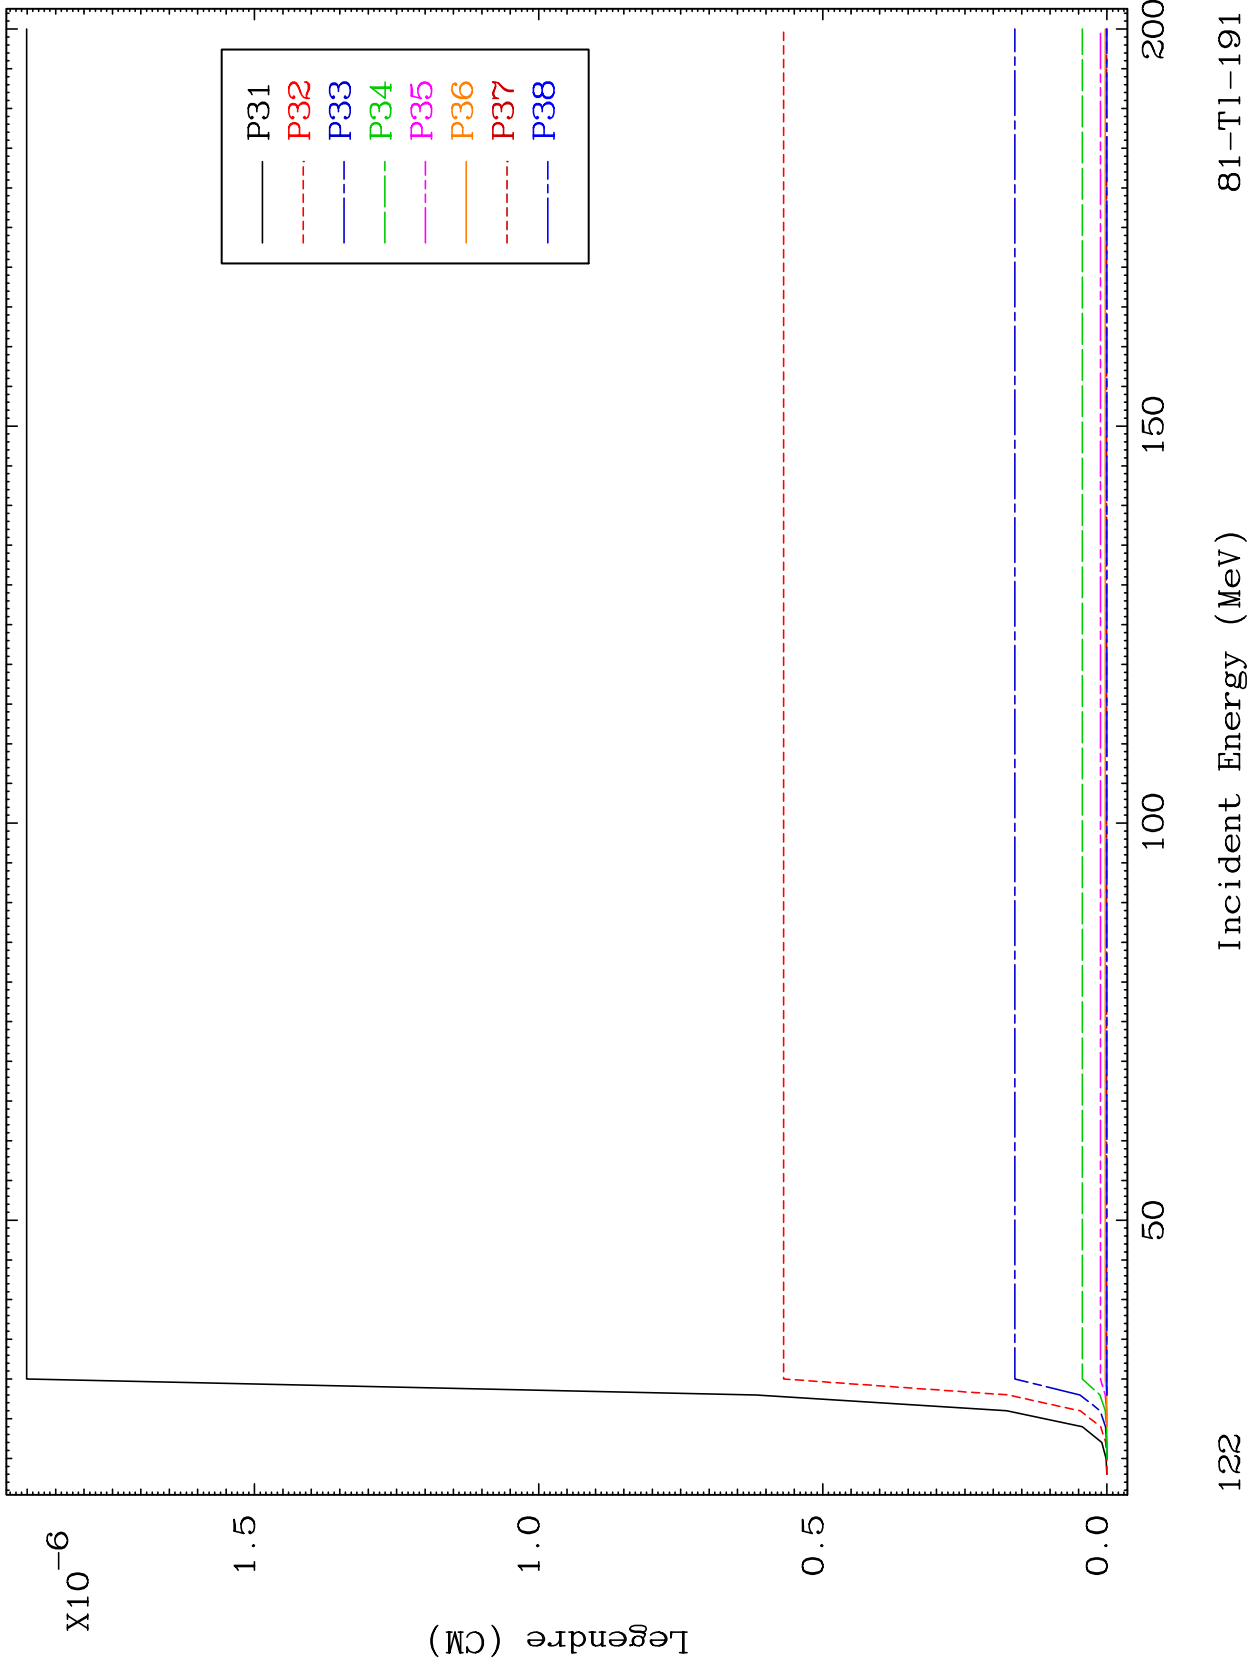 X10-6
1.5
1.0
0.5
0.0
Legendre (CM)
P31
P32
P33
P34
P35
P36
P37
P38
50
100
150
200
122
Incident Energy (MeV)
81-Tl-191